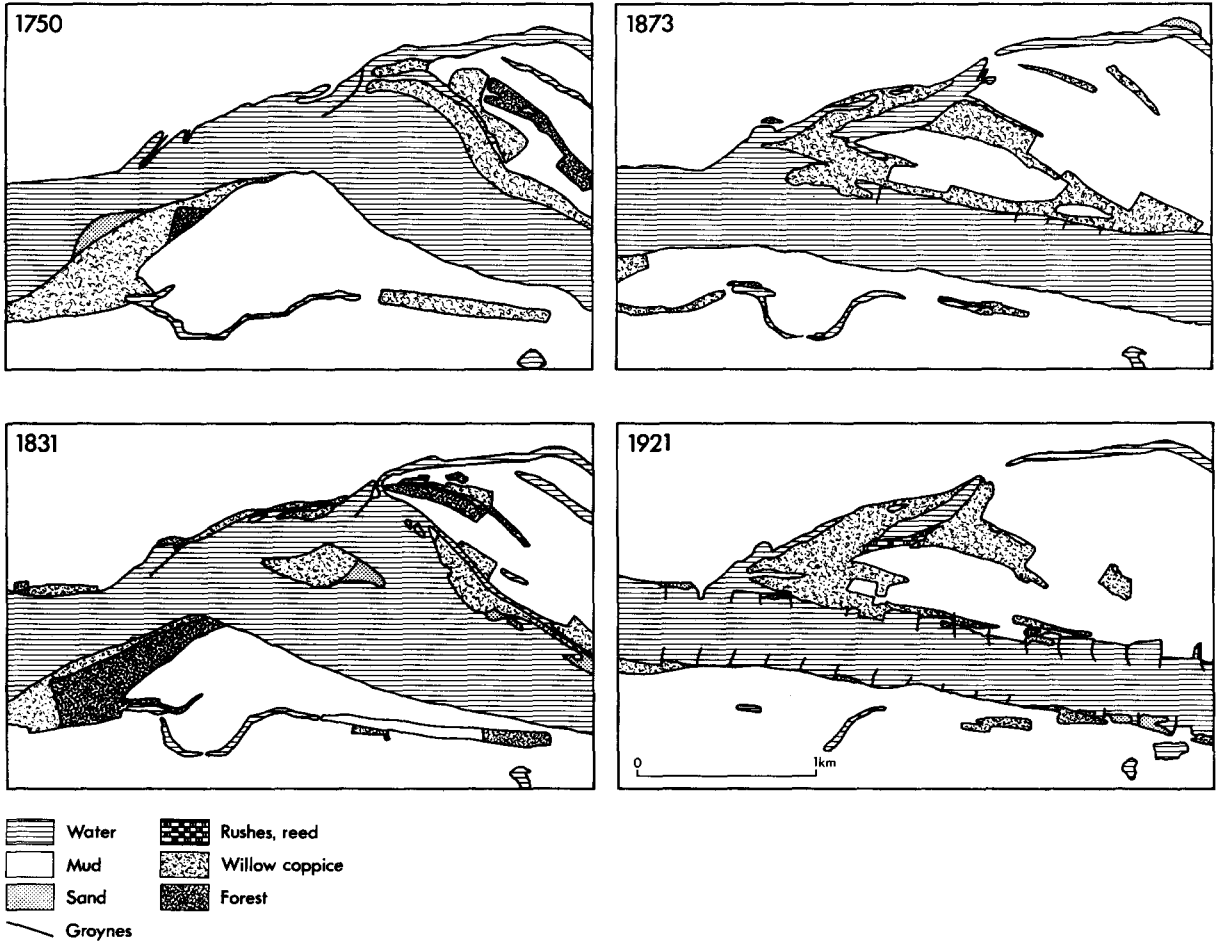 1750
1873
1831
1921
0 1km
Water
Mud
Sand
Groynes
Rushes, reed
Willow coppice
Forest